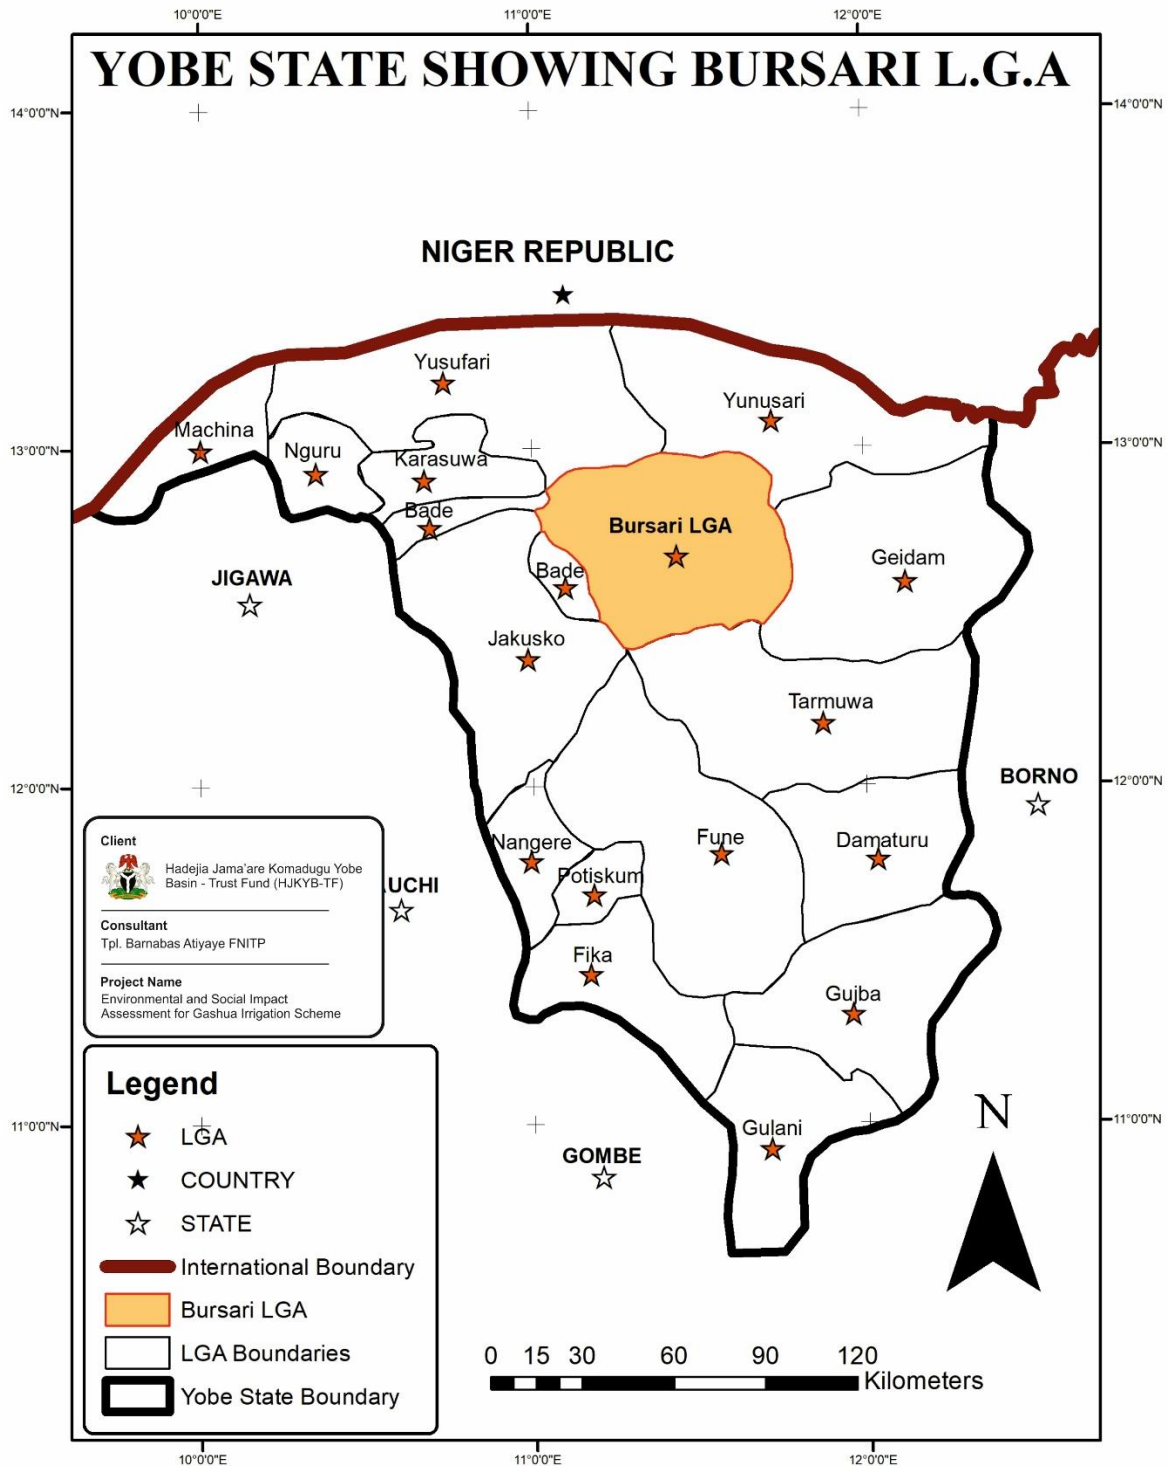 10°0'0"E 11°0'0"E 12°0'0"E
YOBE STATE SHOWING BURSARI L.G.A
14°0'0"N 14°0'0"N
NIGER REPUBLIC
Yusufari
Yunusari
Machina
13°0'0"N 13°0'0"N
Nguru
Karasuwa
Bade
Bursari LGA
Geidam
JIGAWA
Bade
Jakusko
Tarmuwa
BORNO
12°0'0"N 12°0'0"N
Nangere
Fune
Damaturu
Potiskum
UCHI
Fika
Gujba
Client
Hadejia Jama'are Komadugu Yobe
Basin - Trust Fund (HJKYB-TF)
Consultant
Tpl. Barnabas Atiyaye FNITP
Project Name
Environmental and Social Impact
Assessment for Gashua Irrigation Scheme
Legend
11°0'0"N 11°0'0"N
LGA
COUNTRY
STATE
International Boundary
Bursari LGA
LGA Boundaries
Yobe State Boundary
Gulani
GOMBE
N
0 15 30 60 90 120
Kilometers
10°0'0"E 11°0'0"E 12°0'0"E